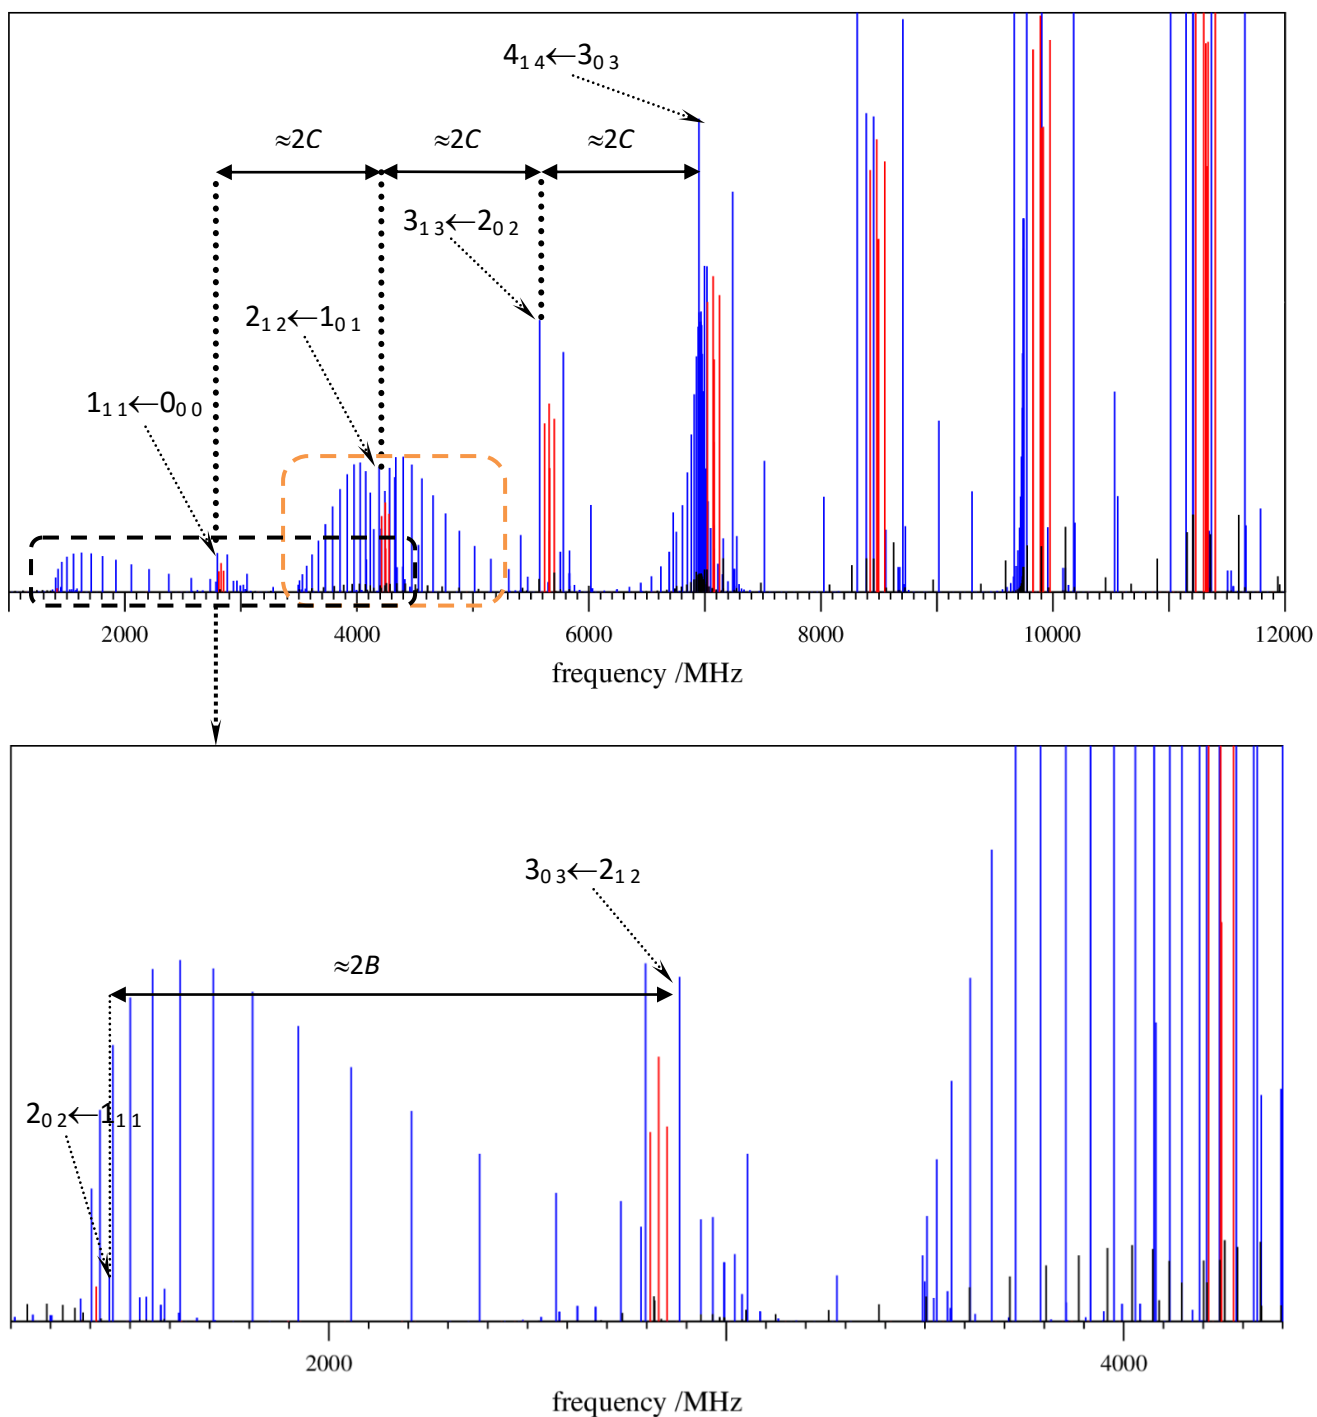 4₁ ₄←3₀ ₃
≈2C ≈2C ≈2C
3₁ ₃←2₀ ₂
2₁ ₂←1₀ ₁
1₁ ₁←0₀ ₀
2000 4000 6000 8000 10000 12000
frequency /MHz
3₀ ₃←2₁ ₂
≈2B
2₀ ₂←1₁ ₁
2000 4000
frequency /MHz